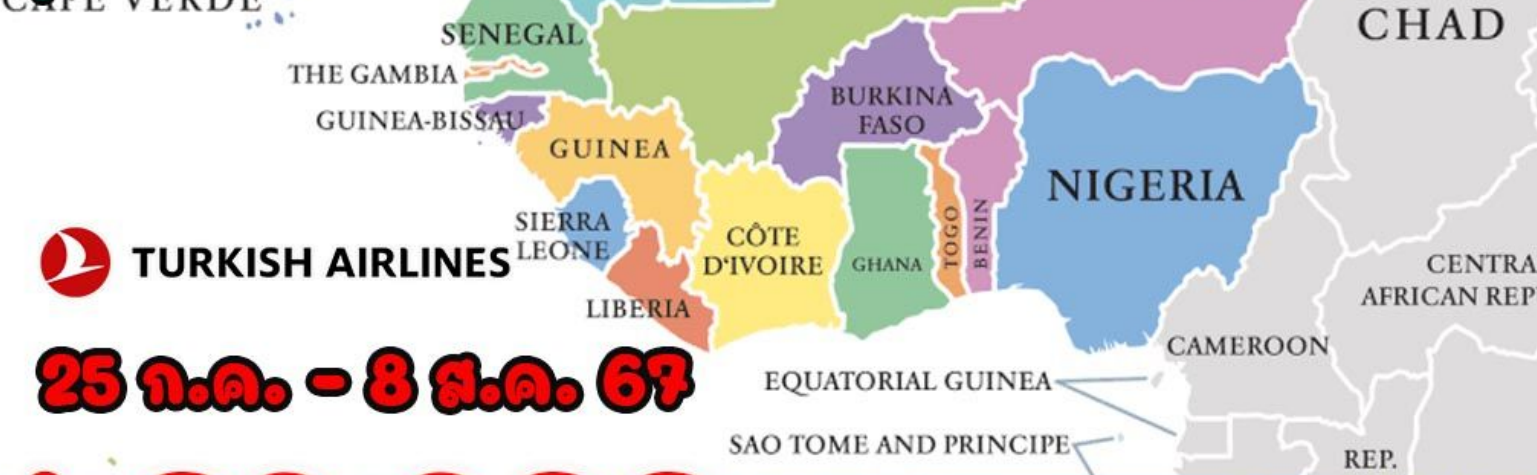 CAPE VERDE
SENEGAL
CHAD
THE GAMBIA
GUINEA-BISSAU
BURKINA
FASO
GUINEA
NIGERIA
SIERRA
LEONE
CÔTE
D'IVOIRE
GHANA
TOGO
BENIN
TURKISH AIRLINES
LIBERIA
CENTRA
AFRICAN REP
CAMEROON
25 ก.ค. - 8 ส.ค. 67
EQUATORIAL GUINEA
SAO TOME AND PRINCIPE
REP.